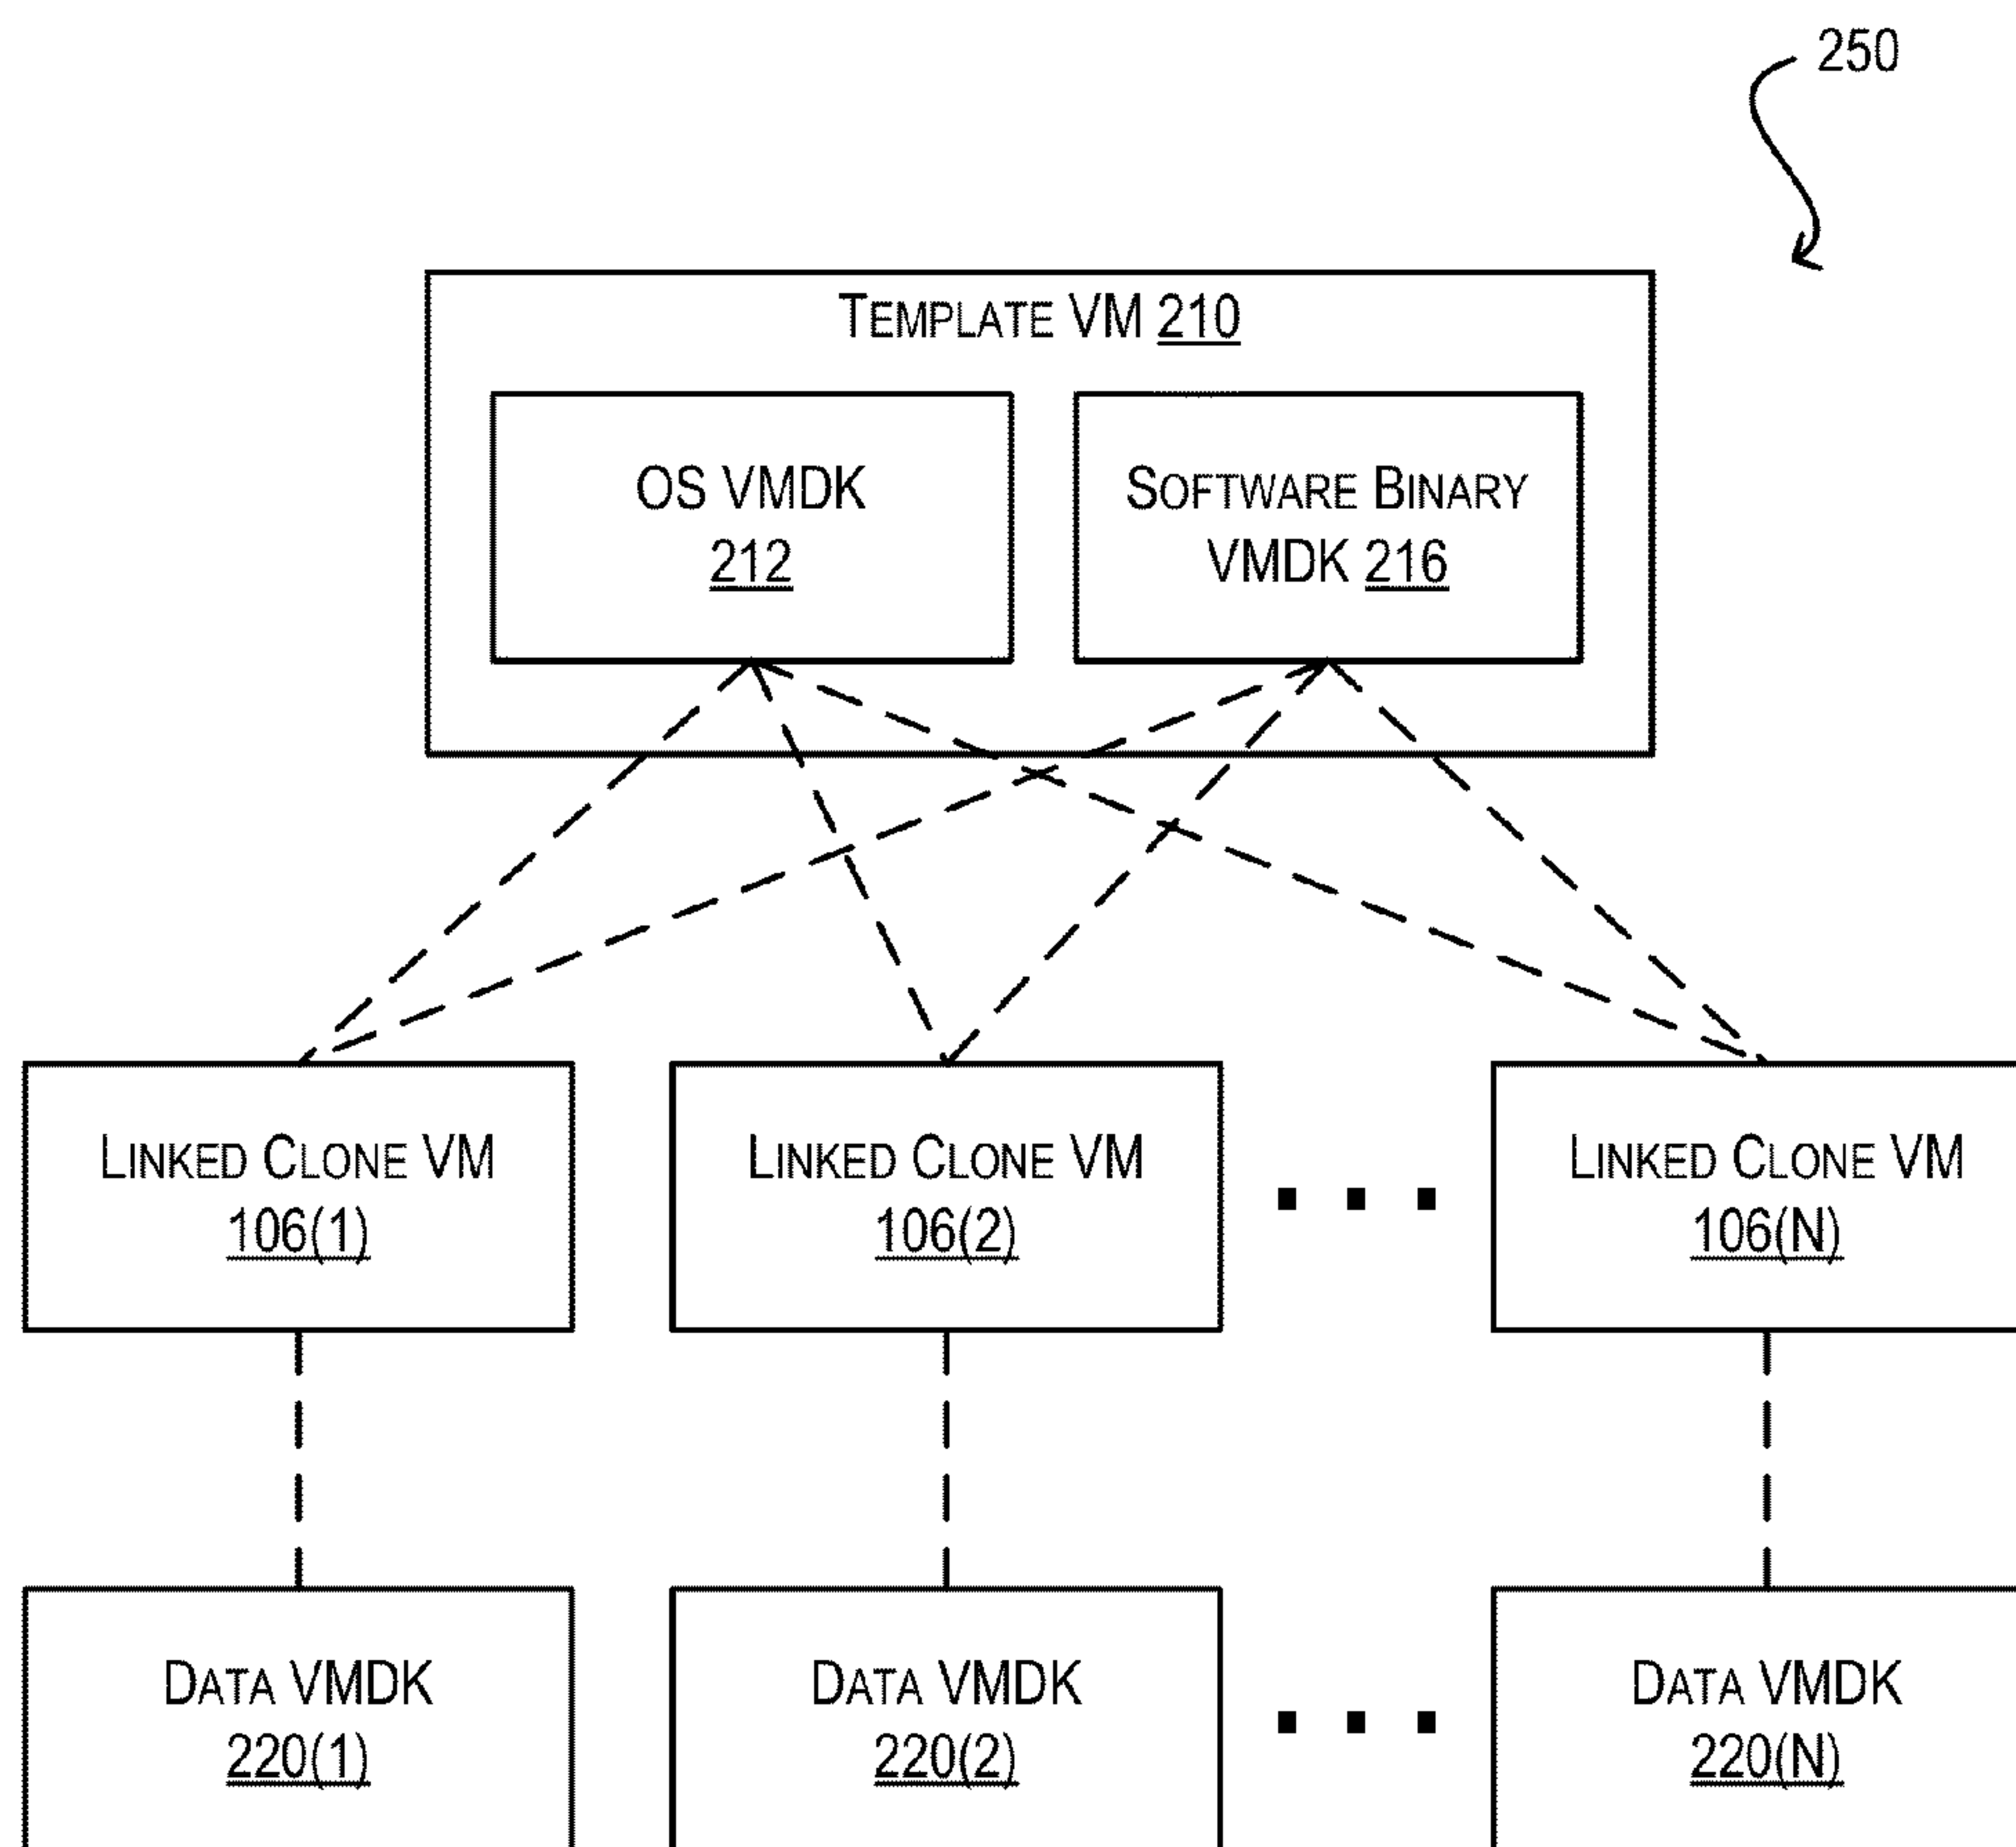 250
TEMPLATE VM 210
OS VMDK
212
SOFTWARE BINARY
VMDK 216
LINKED CLONE VM
106(1)
LINKED CLONE VM
106(2)
LINKED CLONE VM
106(N)
DATA VMDK
220(1)
DATA VMDK
220(2)
DATA VMDK
220(N)